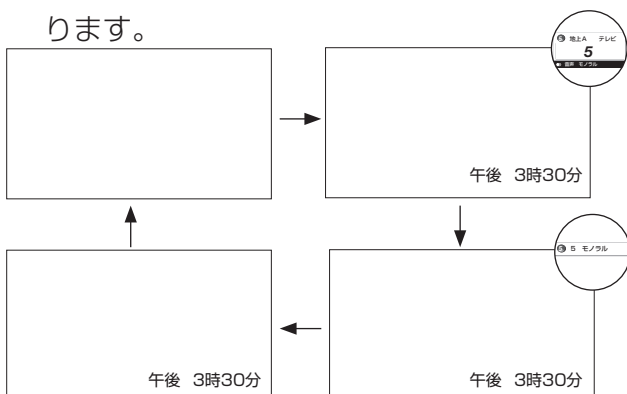 ります。
地上A テレビ
5
音声 モノラル
午後 3時30分
5 モノラル
午後 3時30分
午後 3時30分